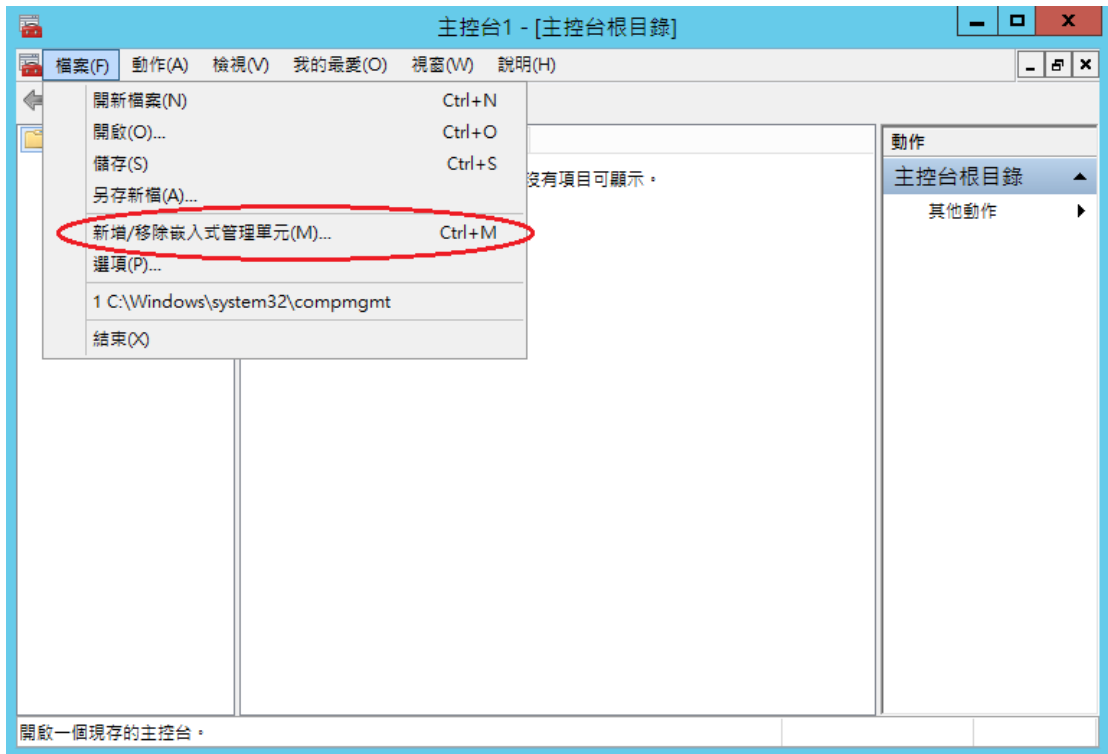 主控台1 - [主控台根目錄]
檔案(F) 動作(A) 檢視(V) 我的最愛(O) 視窗(W) 說明(H)
開新檔案(N) Ctrl+N
開啟(O)... Ctrl+O
儲存(S) Ctrl+S
另存新檔(A)...
新增/移除嵌入式管理單元(M)... Ctrl+M
選項(P)...
1 C:\Windows\system32\compmgmt
結束(X)
沒有項目可顯示。
動作
主控台根目錄
其他動作
開啟一個現存的主控台。